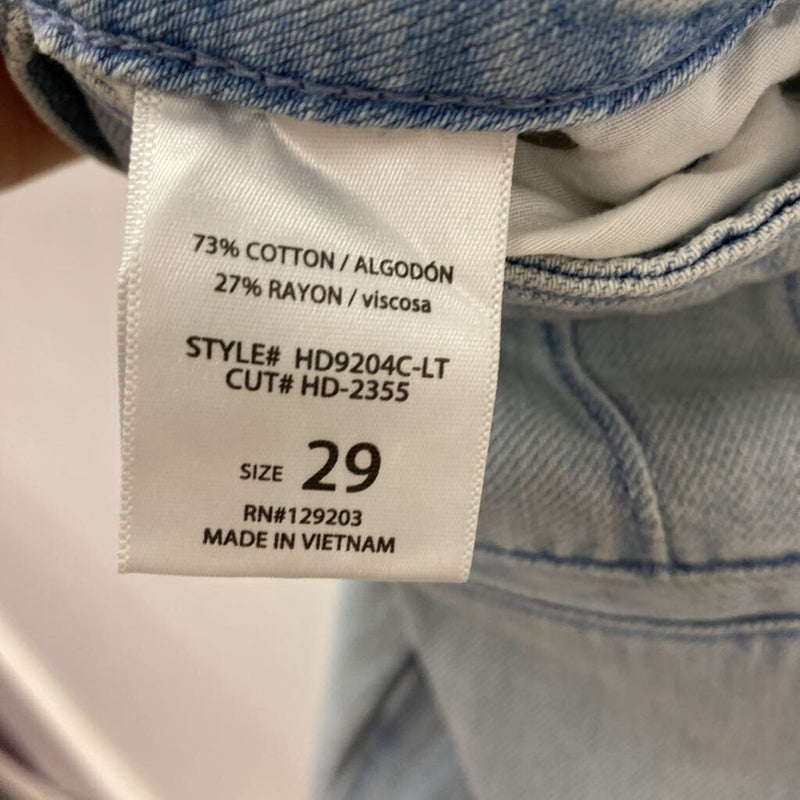 73% COTTON / ALGODÓN
27% RAYON / viscosa
STYLE# HD9204C-LT
CUT# HD-2355
SIZE 29
RN#129203
MADE IN VIETNAM